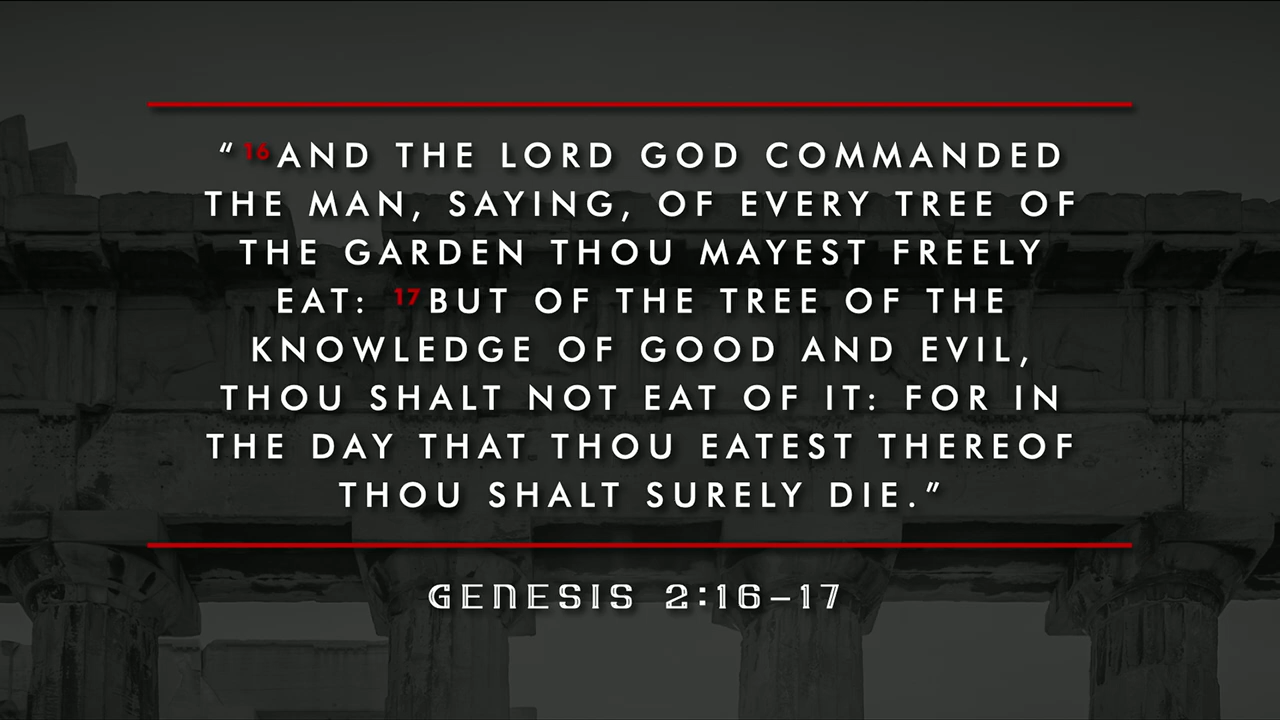 “16AND THE LORD GOD COMMANDED
THE MAN, SAYING, OF EVERY TREE OF
THE GARDEN THOU MAYEST FREELY
EAT: 17BUT OF THE TREE OF THE
KNOWLEDGE OF GOOD AND EVIL,
THOU SHALT NOT EAT OF IT: FOR IN
THE DAY THAT THOU EATEST THEREOF
THOU SHALT SURELY DIE.”
GENESIS 2:16–17